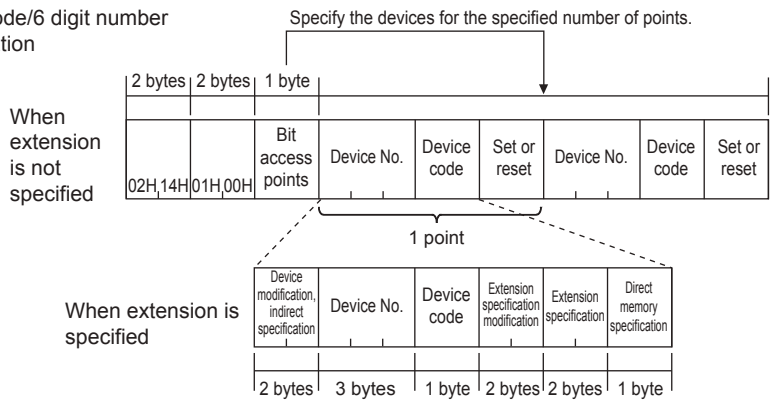 ode/6 digit number
tion
Specify the devices for the specified number of points.
2 bytes 2 bytes 1 byte
When
extension
is not
specified
02H 14H 01H 00H
Bit
access
points
Device No.
Device
code
Set or
reset
Device No.
Device
code
Set or
reset
1 point
When extension is
specified
Device
modification,
indirect
specification
Device No.
Device
code
Extension
specification
modification
Extension
specification
Direct
memory
specification
2 bytes 3 bytes 1 byte 2 bytes 2 bytes 1 byte